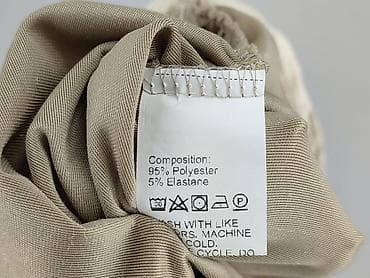 Composition:
95% Polyester
5% Elastane
WITH LIKE
MACHINE
COLD.
CYCLE, DO